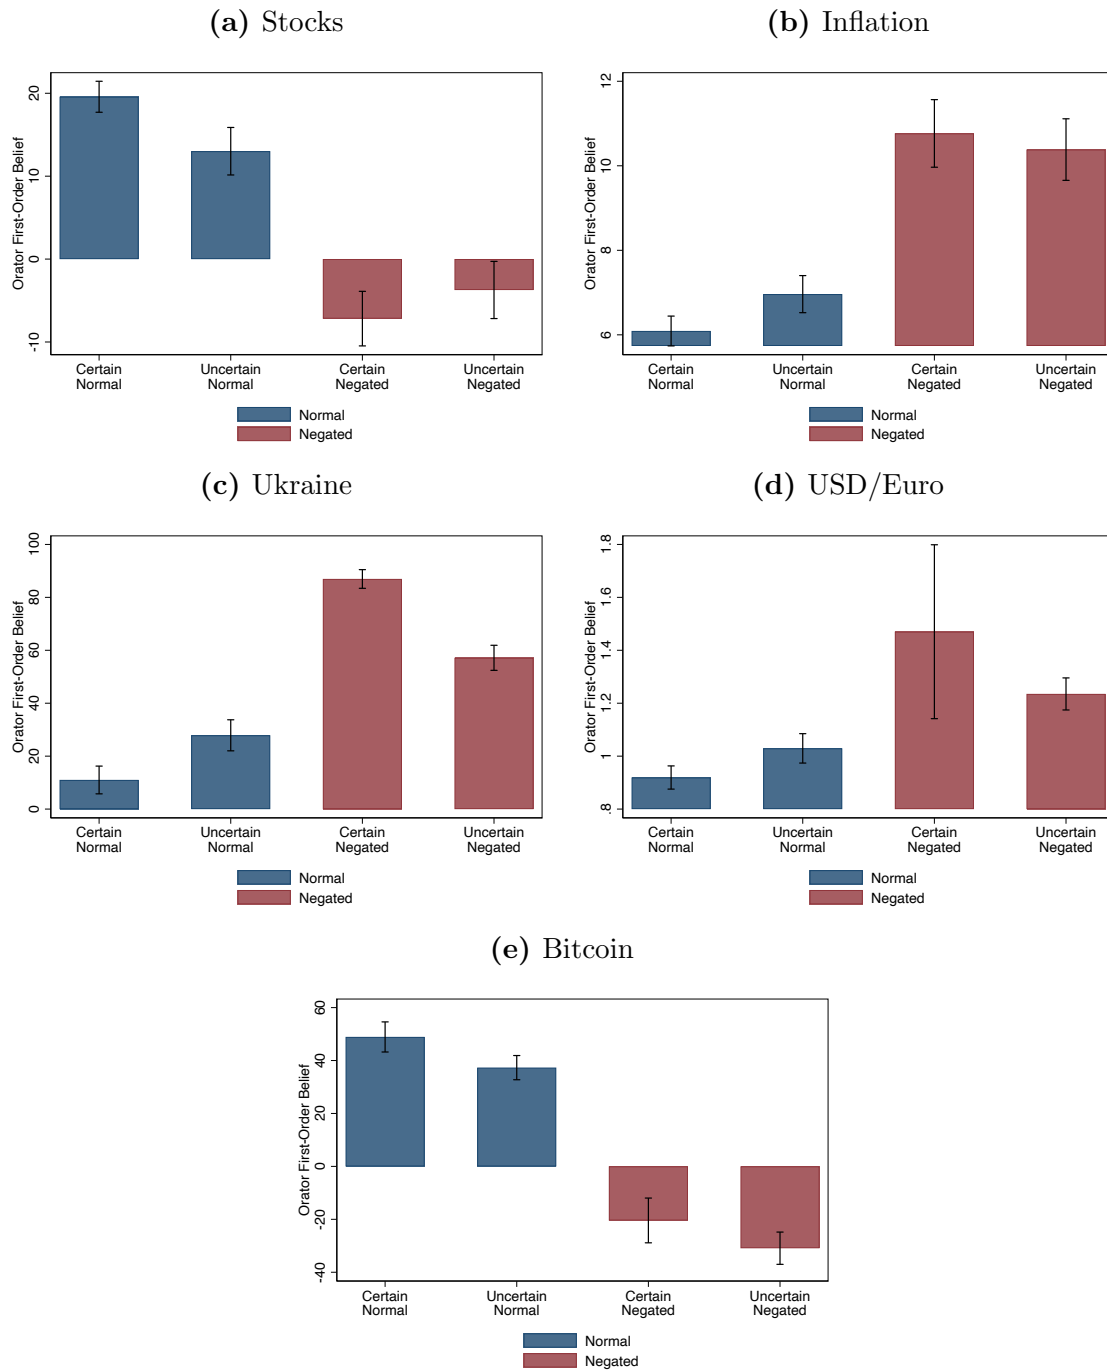 (a) Stocks
Orator First-Order Belief
20
10
0
-10
Certain Normal
Uncertain Normal
Certain Negated
Uncertain Negated
Normal
Negated
(b) Inflation
Orator First-Order Belief
12
10
8
6
Certain Normal
Uncertain Normal
Certain Negated
Uncertain Negated
Normal
Negated
(c) Ukraine
Orator First-Order Belief
100
80
60
40
20
0
Certain Normal
Uncertain Normal
Certain Negated
Uncertain Negated
Normal
Negated
(d) USD/Euro
Orator First-Order Belief
1.8
1.6
1.4
1.2
1
.8
Certain Normal
Uncertain Normal
Certain Negated
Uncertain Negated
Normal
Negated
(e) Bitcoin
Orator First-Order Belief
60
40
20
0
-20
-40
Certain Normal
Uncertain Normal
Certain Negated
Uncertain Negated
Normal
Negated